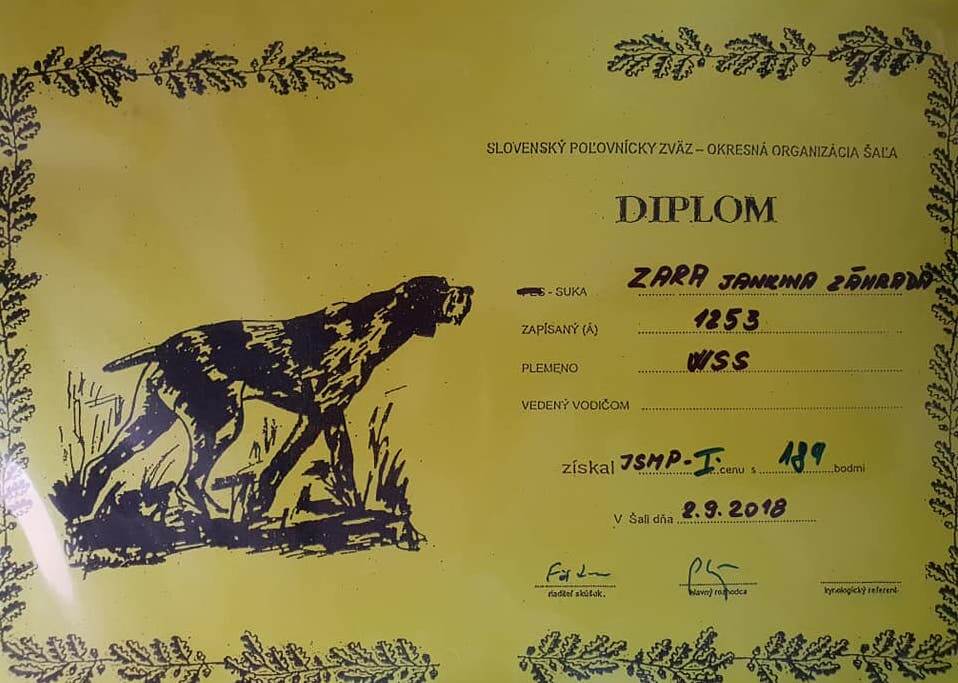 SLOVENSKÝ POĽOVNÍCKY ZVÄZ – OKRESNÁ ORGANIZÁCIA ŠAĽA
DIPLOM
PES - SUKA ZARA JANKINA ZÁHRADA
ZAPÍSANÝ (Á) 1253
PLEMENO WSS
VEDENÝ VODIČOM
získal JSMP - I. cenu s 189 bodmi
V Šali dňa 2.9.2018
riaditeľ skúšok. hlavný rozhodca kynologický referent